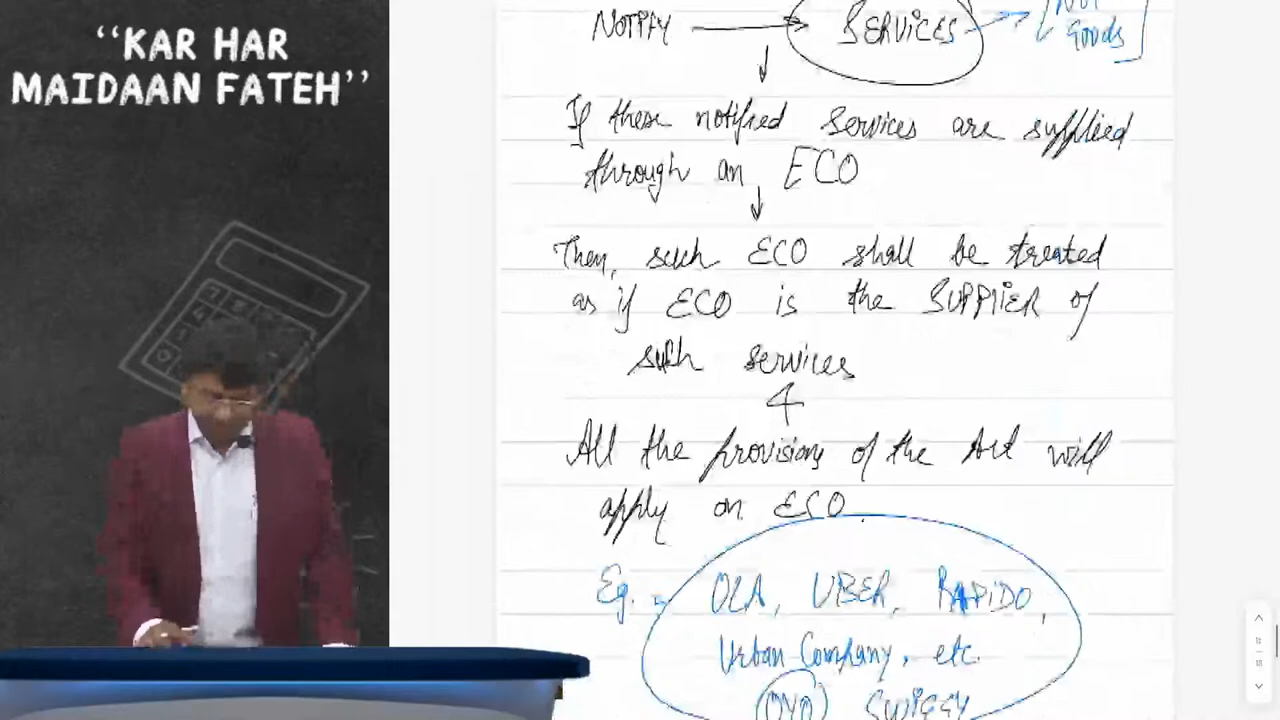 “KAR HAR
MAIDAAN FATEH”
NOTIFY → SERVICES → [Not
Goods]
If these notified services are supplied
through an ECO
Then, such ECO shall be treated
as if ECO is the SUPPlIER of
such services
&
All the provisions of the Act will
apply on ECO.
Eg. OLA, UBER, RAPiDO,
Urban Company, etc.
OYO SWIGGY